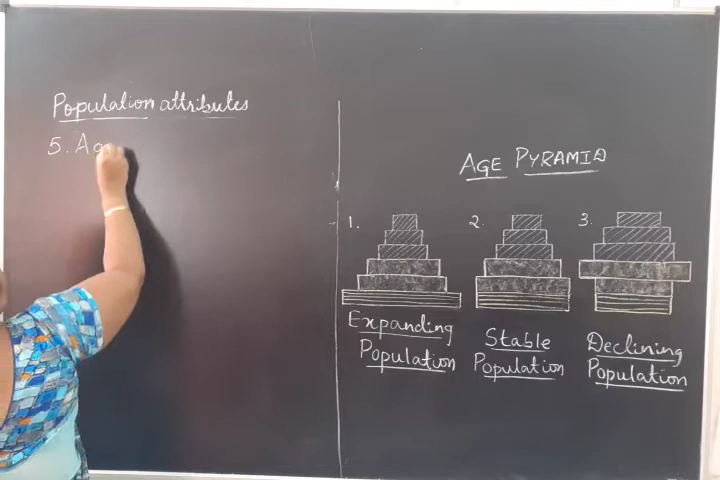 Population attributes
5. Ag
AGE PYRAMID
1. 2. 3.
Expanding Population
Stable Population
Declining Population